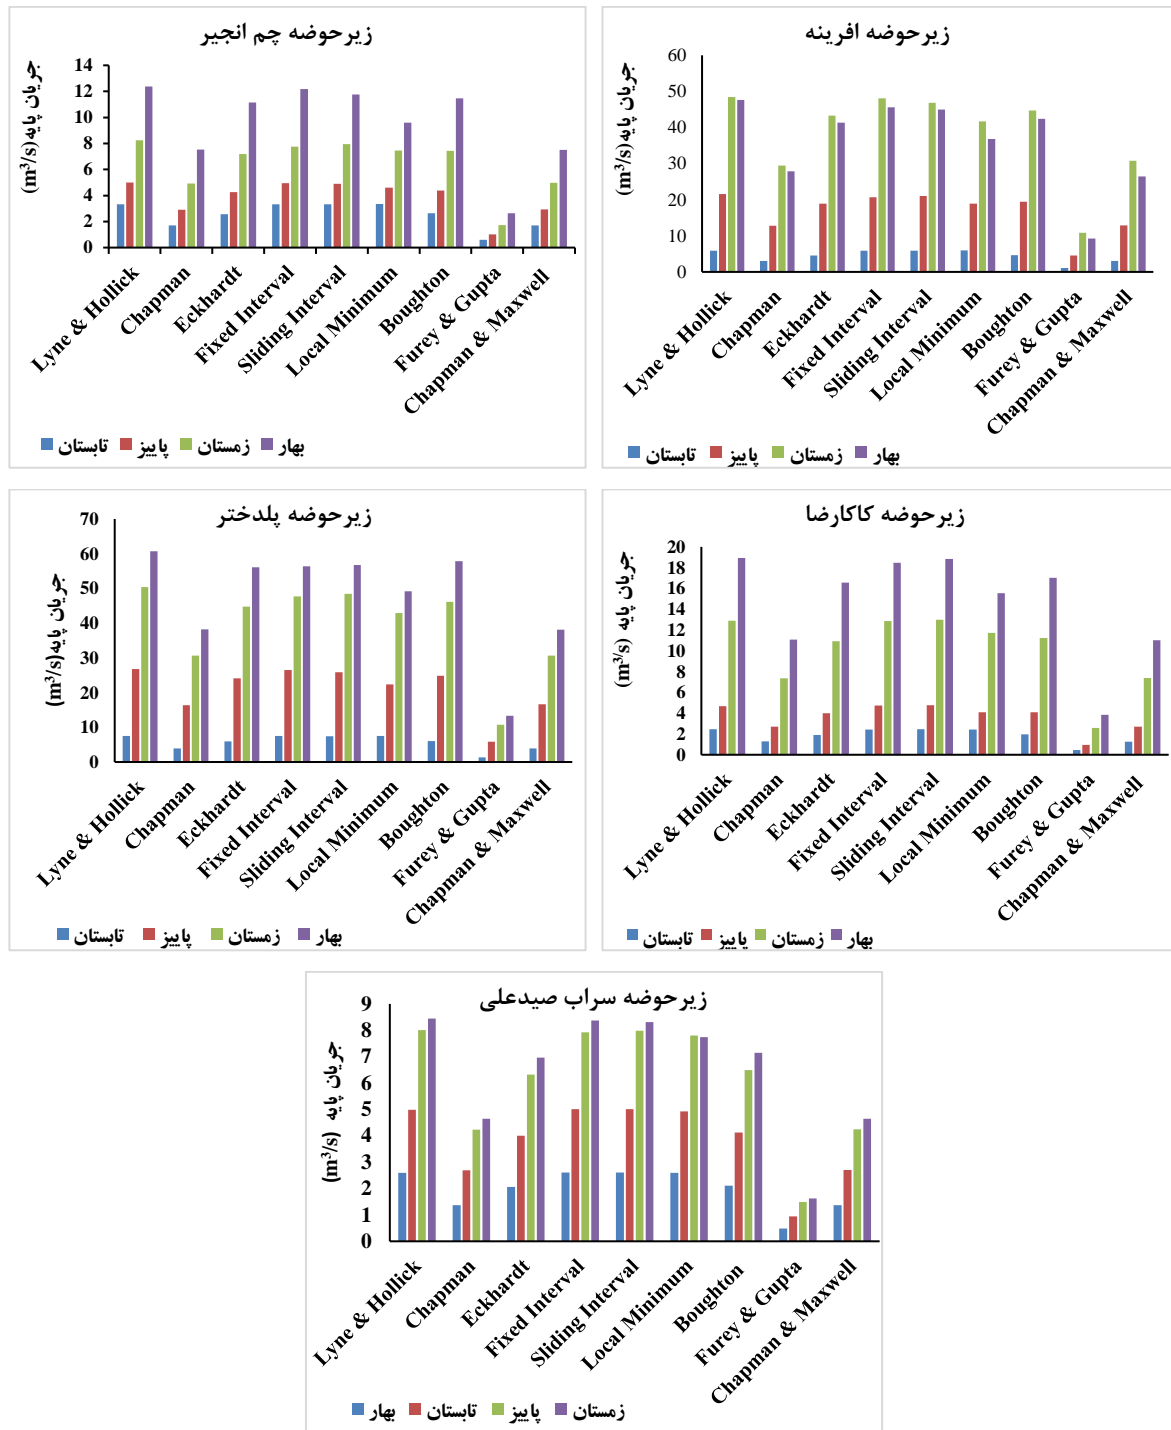 زیرحوضه چم انجیر
جریان پایه(m³/s)
14
12
10
8
6
4
2
0
Lyne & Hollick
Chapman
Eckhardt
Fixed Interval
Sliding Interval
Local Minimum
Boughton
Furey & Gupta
Chapman & Maxwell
تابستان پاییز زمستان بهار
زیرحوضه افرینه
جریان پایه(m³/s)
60
50
40
30
20
10
0
Lyne & Hollick
Chapman
Eckhardt
Fixed Interval
Sliding Interval
Local Minimum
Boughton
Furey & Gupta
Chapman & Maxwell
تابستان پاییز زمستان بهار
زیرحوضه پلدختر
جریان پایه(m³/s)
70
60
50
40
30
20
10
0
Lyne & Hollick
Chapman
Eckhardt
Fixed Interval
Sliding Interval
Local Minimum
Boughton
Furey & Gupta
Chapman & Maxwell
تابستان پاییز زمستان بهار
زیرحوضه کاکارضا
جریان پایه (m³/s)
20
18
16
14
12
10
8
6
4
2
0
Lyne & Hollick
Chapman
Eckhardt
Fixed Interval
Sliding Interval
Local Minimum
Boughton
Furey & Gupta
Chapman & Maxwell
تابستان پاییز زمستان بهار
زیرحوضه سراب صیدعلی
جریان پایه (m³/s)
9
8
7
6
5
4
3
2
1
0
Lyne & Hollick
Chapman
Eckhardt
Fixed Interval
Sliding Interval
Local Minimum
Boughton
Furey & Gupta
Chapman & Maxwell
بهار تابستان پاییز زمستان